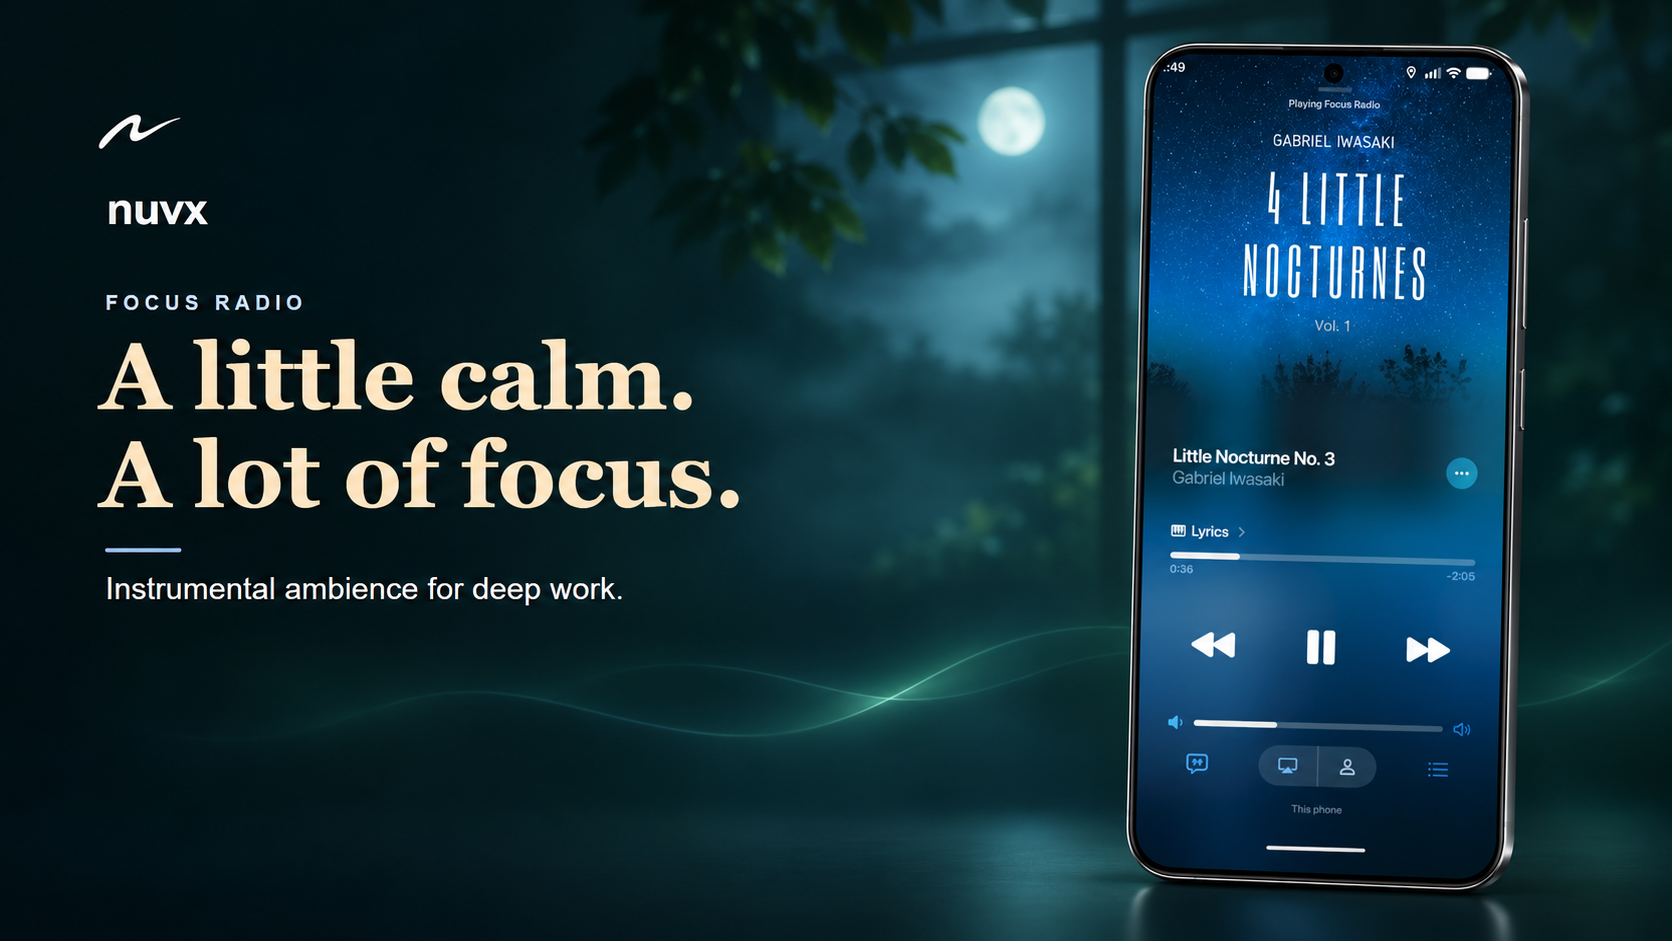 nuvx
FOCUS RADIO
A little calm.
A lot of focus.
Instrumental ambience for deep work.
:49
Playing Focus Radio
GABRIEL IWASAKI
4 LITTLE
NOCTURNES
Vol. 1
Little Nocturne No. 3
Gabriel Iwasaki
Lyrics
0:36
-2:05
This phone